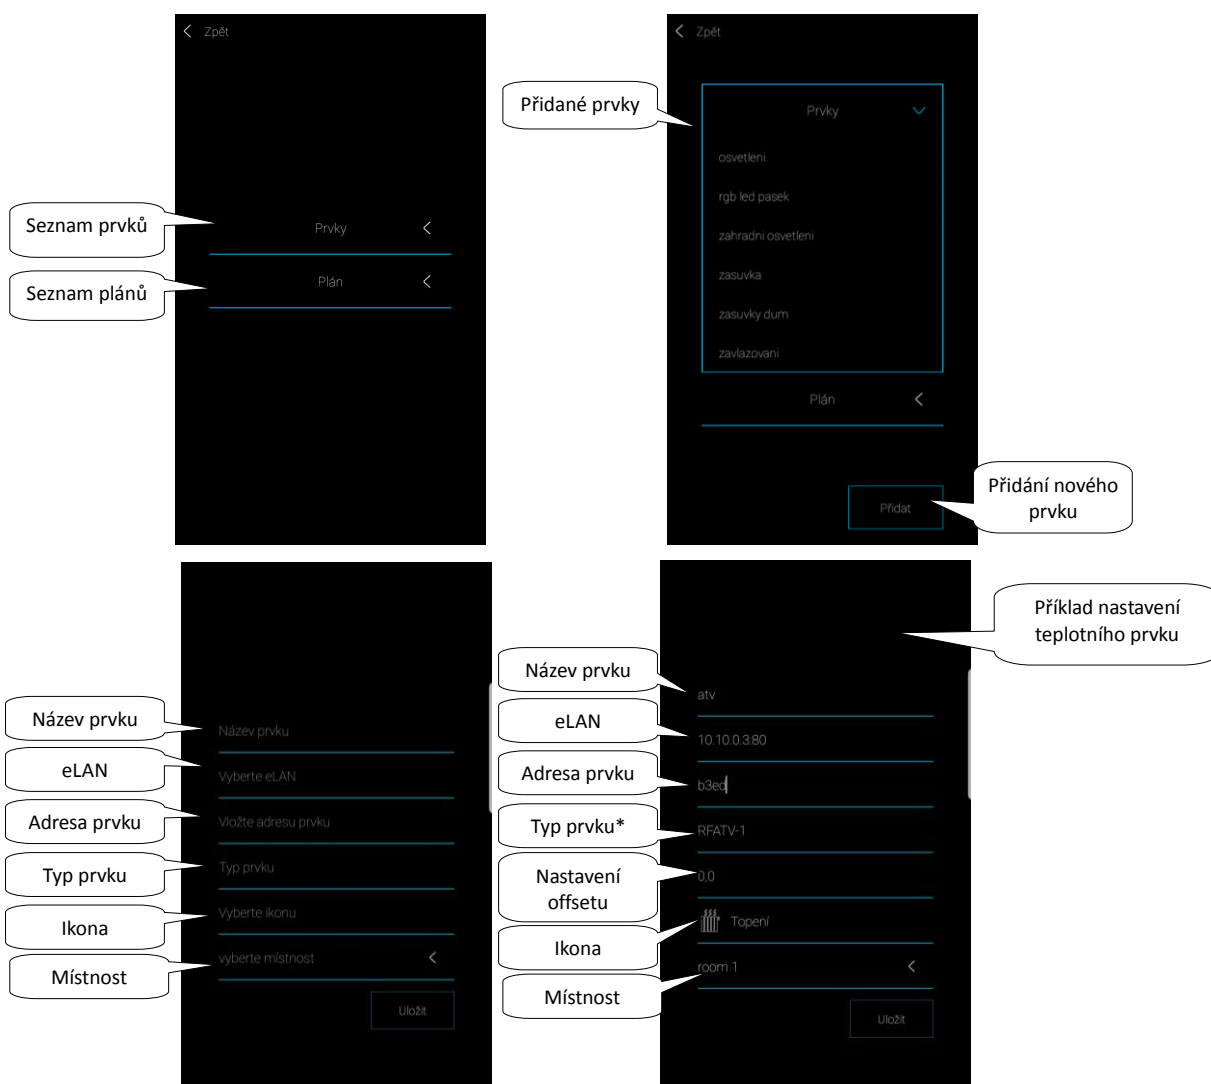 Zpět
Seznam prvků
Prvky
Seznam plánů
Plán
Zpět
Přidané prvky
Prvky
osvetleni
rgb led pasek
zahradni osvetleni
zasuvka
zasuvky dum
zavlazovani
Plán
Přidání nového
prvku
Přidat
Název prvku
Název prvku
eLAN
Vyberte eLAN
Adresa prvku
Vložte adresu prvku
Typ prvku
Typ prvku
Ikona
Vyberte ikonu
Místnost
vyberte místnost
Uložit
Příklad nastavení
teplotního prvku
Název prvku
atv
eLAN
10.10.0.3:80
Adresa prvku
b3ed
Typ prvku*
RFATV-1
Nastavení
offsetu
0,0
Ikona
Topení
Místnost
room 1
Uložit